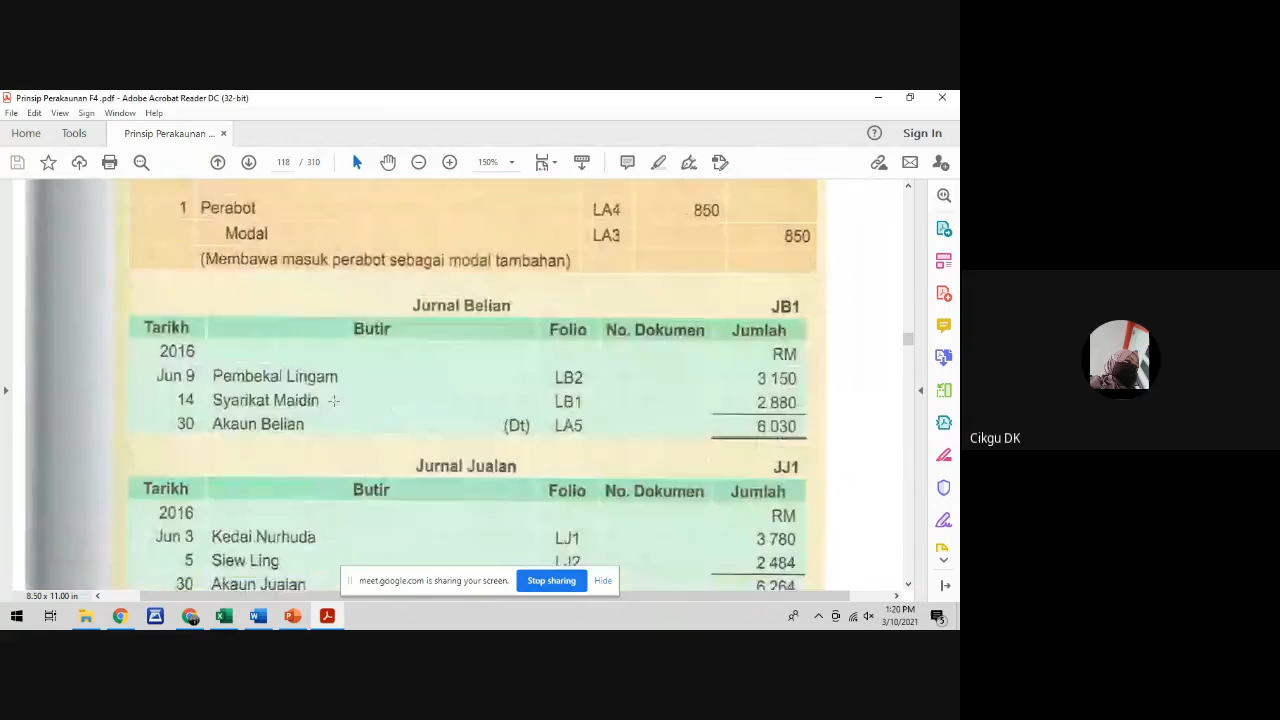 Prinsip Perakaunan F4 .pdf - Adobe Acrobat Reader DC (32-bit)
File Edit View Window Sign Help
Home Tools Prinsip Perakaunan ... × Sign In
118 / 310 150%
1 Perabot LA4 850
Modal LA3 850
(Membawa masuk perabot sebagai modal tambahan)
Jurnal Belian JB1
Tarikh Butir Folio No. Dokumen Jumlah
2016 RM
Jun 9 Pembekal Lingam LB2 3 150
14 Syarikat Maidin LB1 2 880
30 Akaun Belian (Dt) LA5 6 030
Jurnal Jualan JJ1
Tarikh Butir Folio No. Dokumen Jumlah
2016 RM
Jun 3 Kedai Nurhuda LJ1 3 780
5 Siew Ling LJ2 2 484
30 Akaun Jualan 6 264
meet.google.com is sharing your screen. Stop sharing Hide
8.50 x 11.00 in
1:20 PM
3/10/2021
5
Cikgu DK